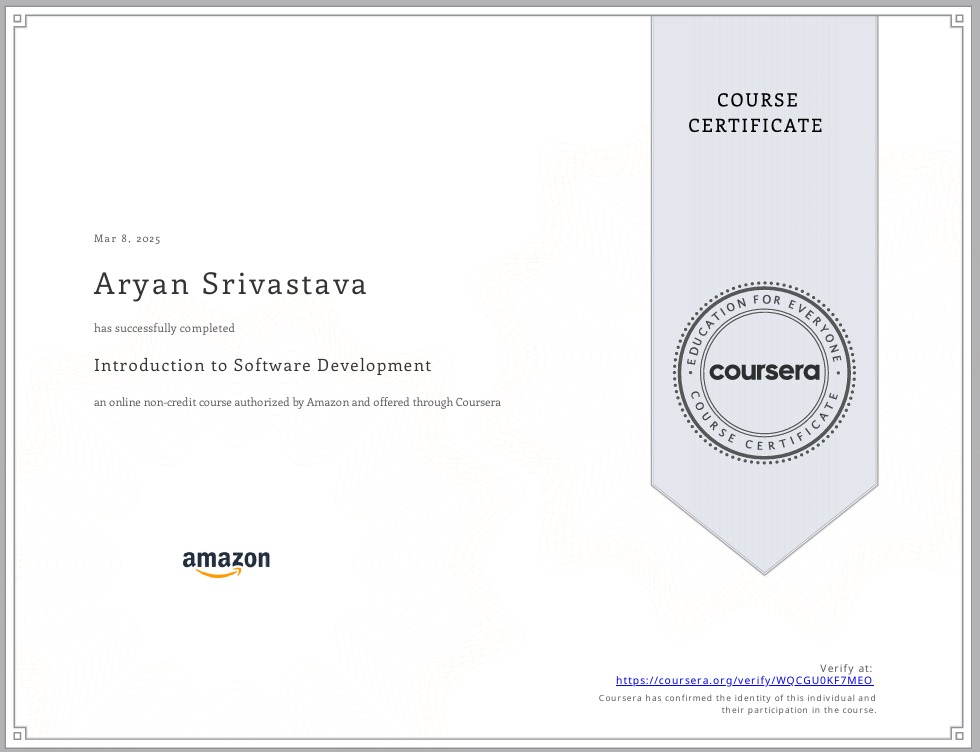 COURSE
CERTIFICATE
Mar 8, 2025
Aryan Srivastava
has successfully completed
Introduction to Software Development
an online non-credit course authorized by Amazon and offered through Coursera
EDUCATION FOR EVERYONE
coursera
COURSE CERTIFICATE
amazon
Verify at:
https://coursera.org/verify/WQCGU0KF7MEO
Coursera has confirmed the identity of this individual and
their participation in the course.